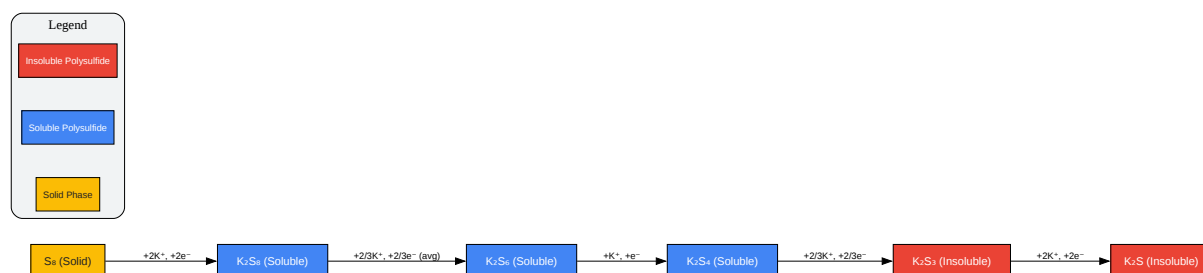 Legend
Insoluble Polysulfide
Soluble Polysulfide
Solid Phase
S₈ (Solid)
+2K⁺, +2e⁻
K₂S₈ (Soluble)
+2/3K⁺, +2/3e⁻ (avg)
K₂S₆ (Soluble)
+K⁺, +e⁻
K₂S₄ (Soluble)
+2/3K⁺, +2/3e⁻
K₂S₃ (Insoluble)
+2K⁺, +2e⁻
K₂S (Insoluble)